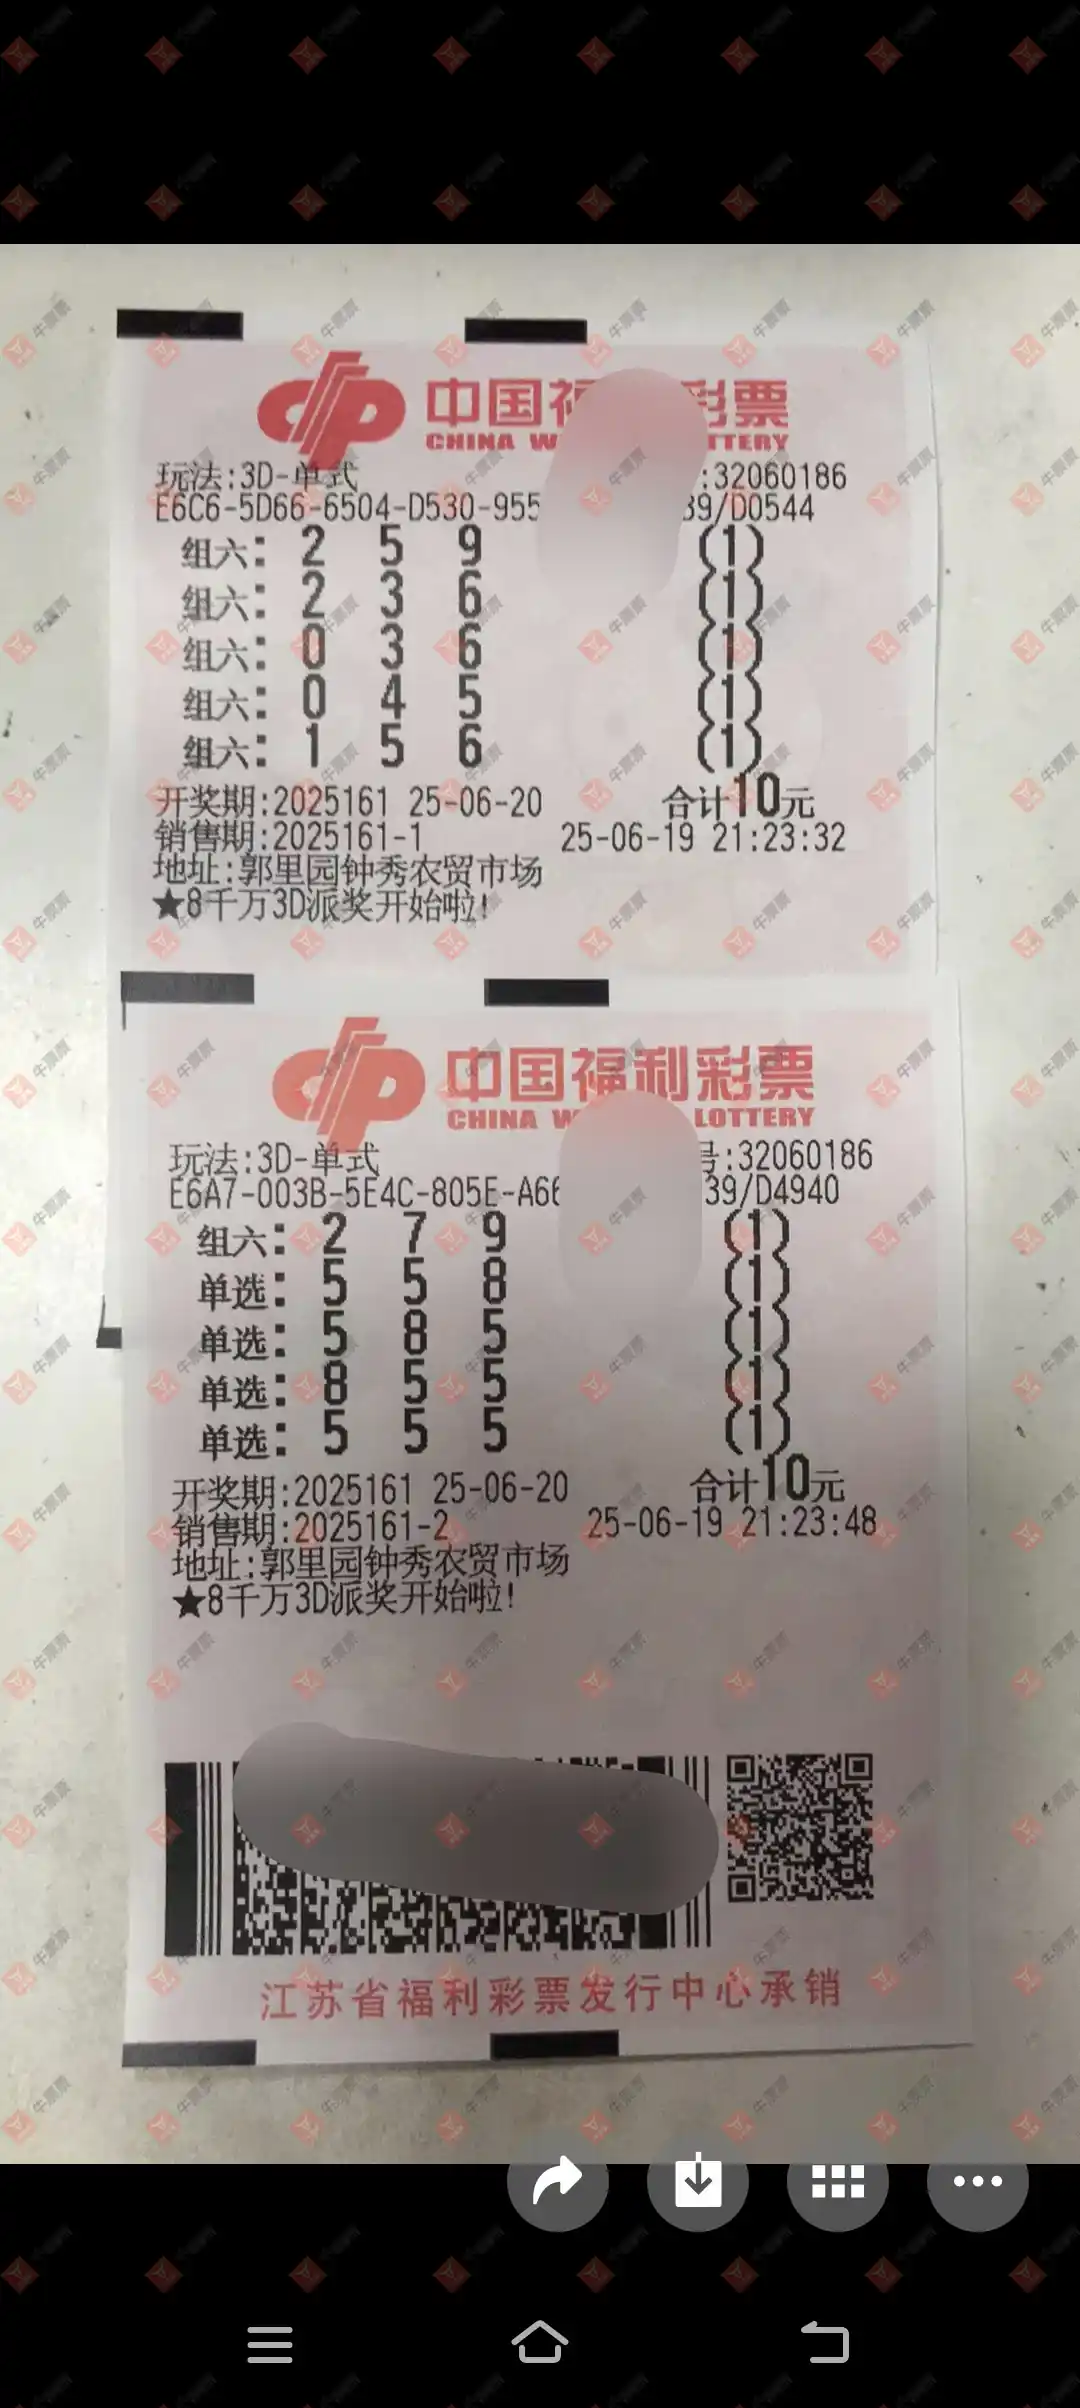 中国福 彩票
CHINA W TTERY
玩法:3D-单式 :32060186
E6C6-5D66-6504-D530-955 39/D0544
组六: 2 5 9 (1)
组六: 2 3 6 (1)
组六: 0 3 6 (1)
组六: 0 4 5 (1)
组六: 1 5 6 (1)
开奖期:2025161 25-06-20 合计10元
销售期:2025161-1 25-06-19 21:23:32
地址:郭里园钟秀农贸市场
★8千万3D派奖开始啦!
中国福利彩票
CHINA W LOTTERY
玩法:3D-单式 号:32060186
E6A7-003B-5E4C-805E-A66 39/D4940
组六: 2 7 9 (1)
单选: 5 5 8 (1)
单选: 5 8 5 (1)
单选: 8 5 5 (1)
单选: 5 5 5 (1)
开奖期:2025161 25-06-20 合计10元
销售期:2025161-2 25-06-19 21:23:48
地址:郭里园钟秀农贸市场
★8千万3D派奖开始啦!
江苏省福利彩票发行中心承销
牛票票